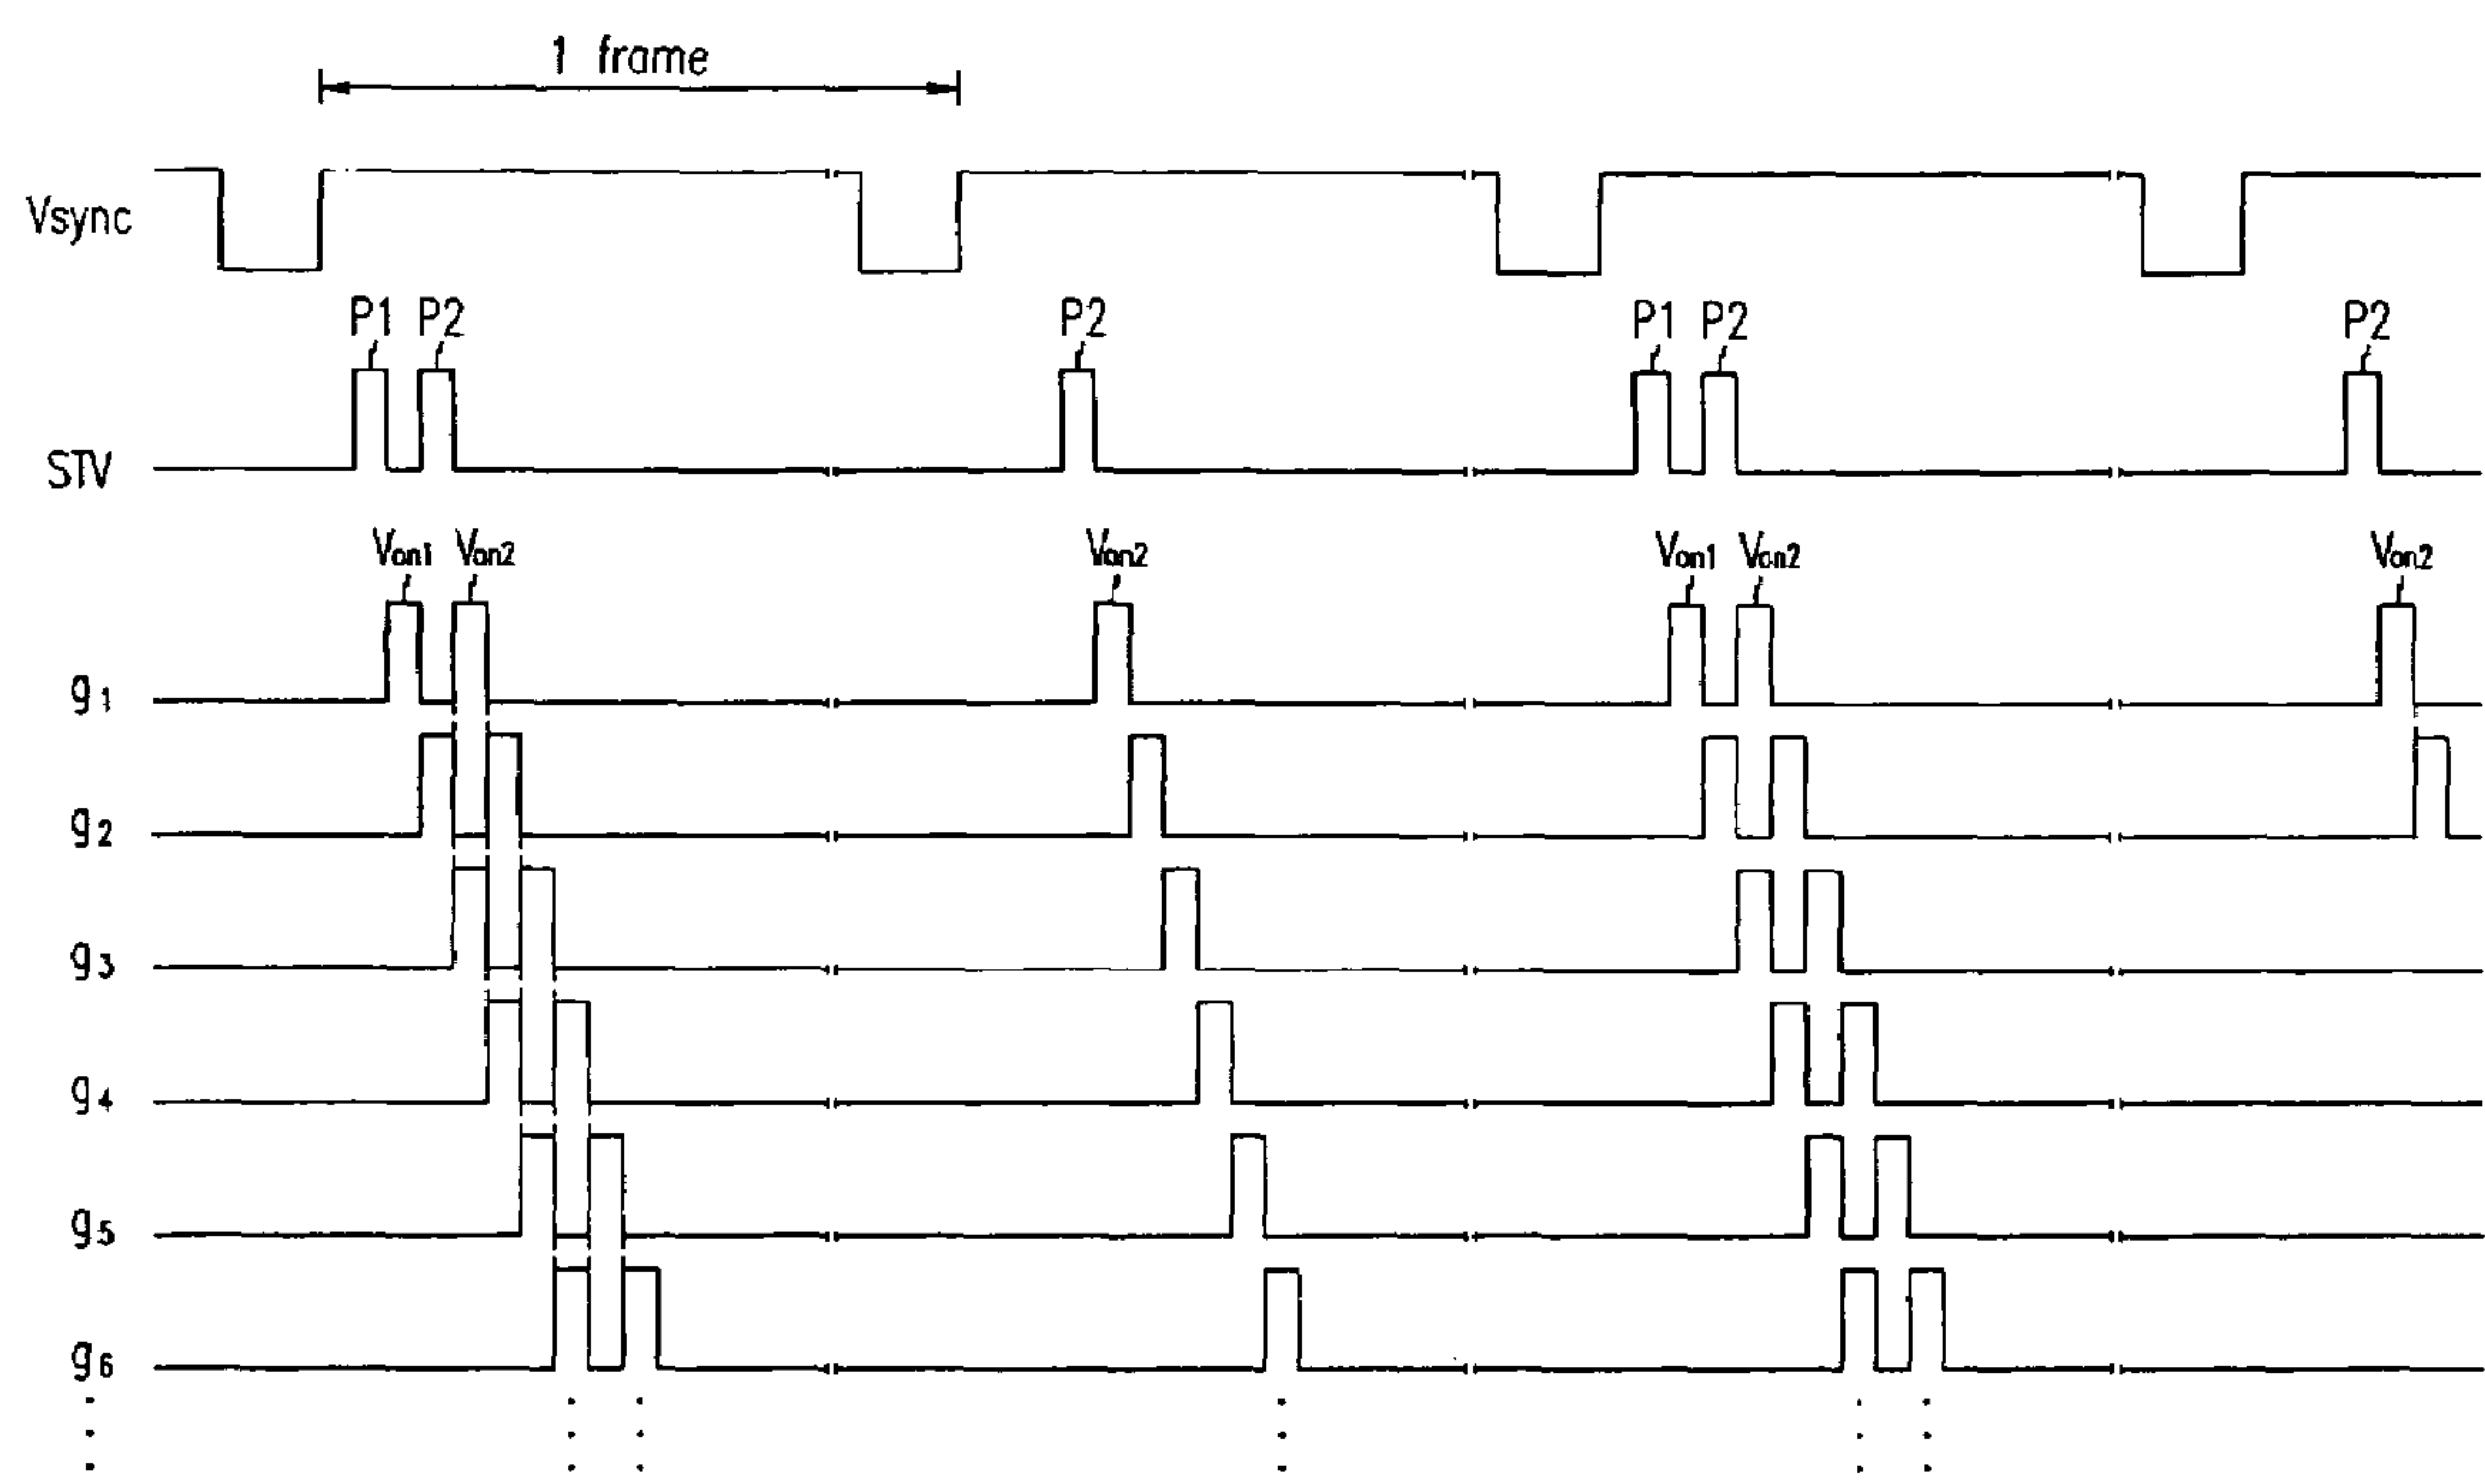 1 frame
Vsync
P1 P2 P2 P1 P2 P2
STV
Von1 Von2 Von2 Von1 Von2 Von2
g1
g2
g3
g4
g5
g6